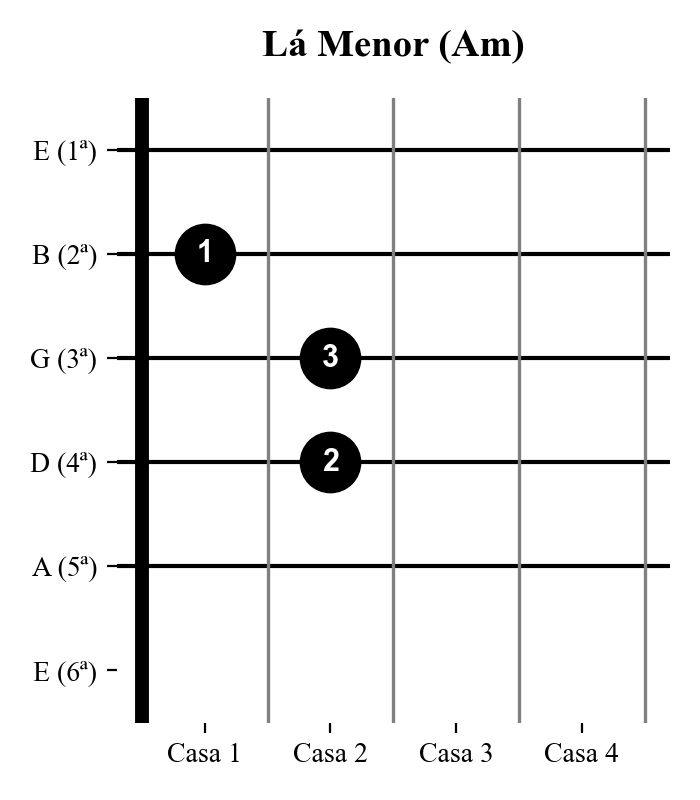 Lá Menor (Am)
E (1ª)
B (2ª)
1
G (3ª)
3
D (4ª)
2
A (5ª)
E (6ª)
Casa 1
Casa 2
Casa 3
Casa 4